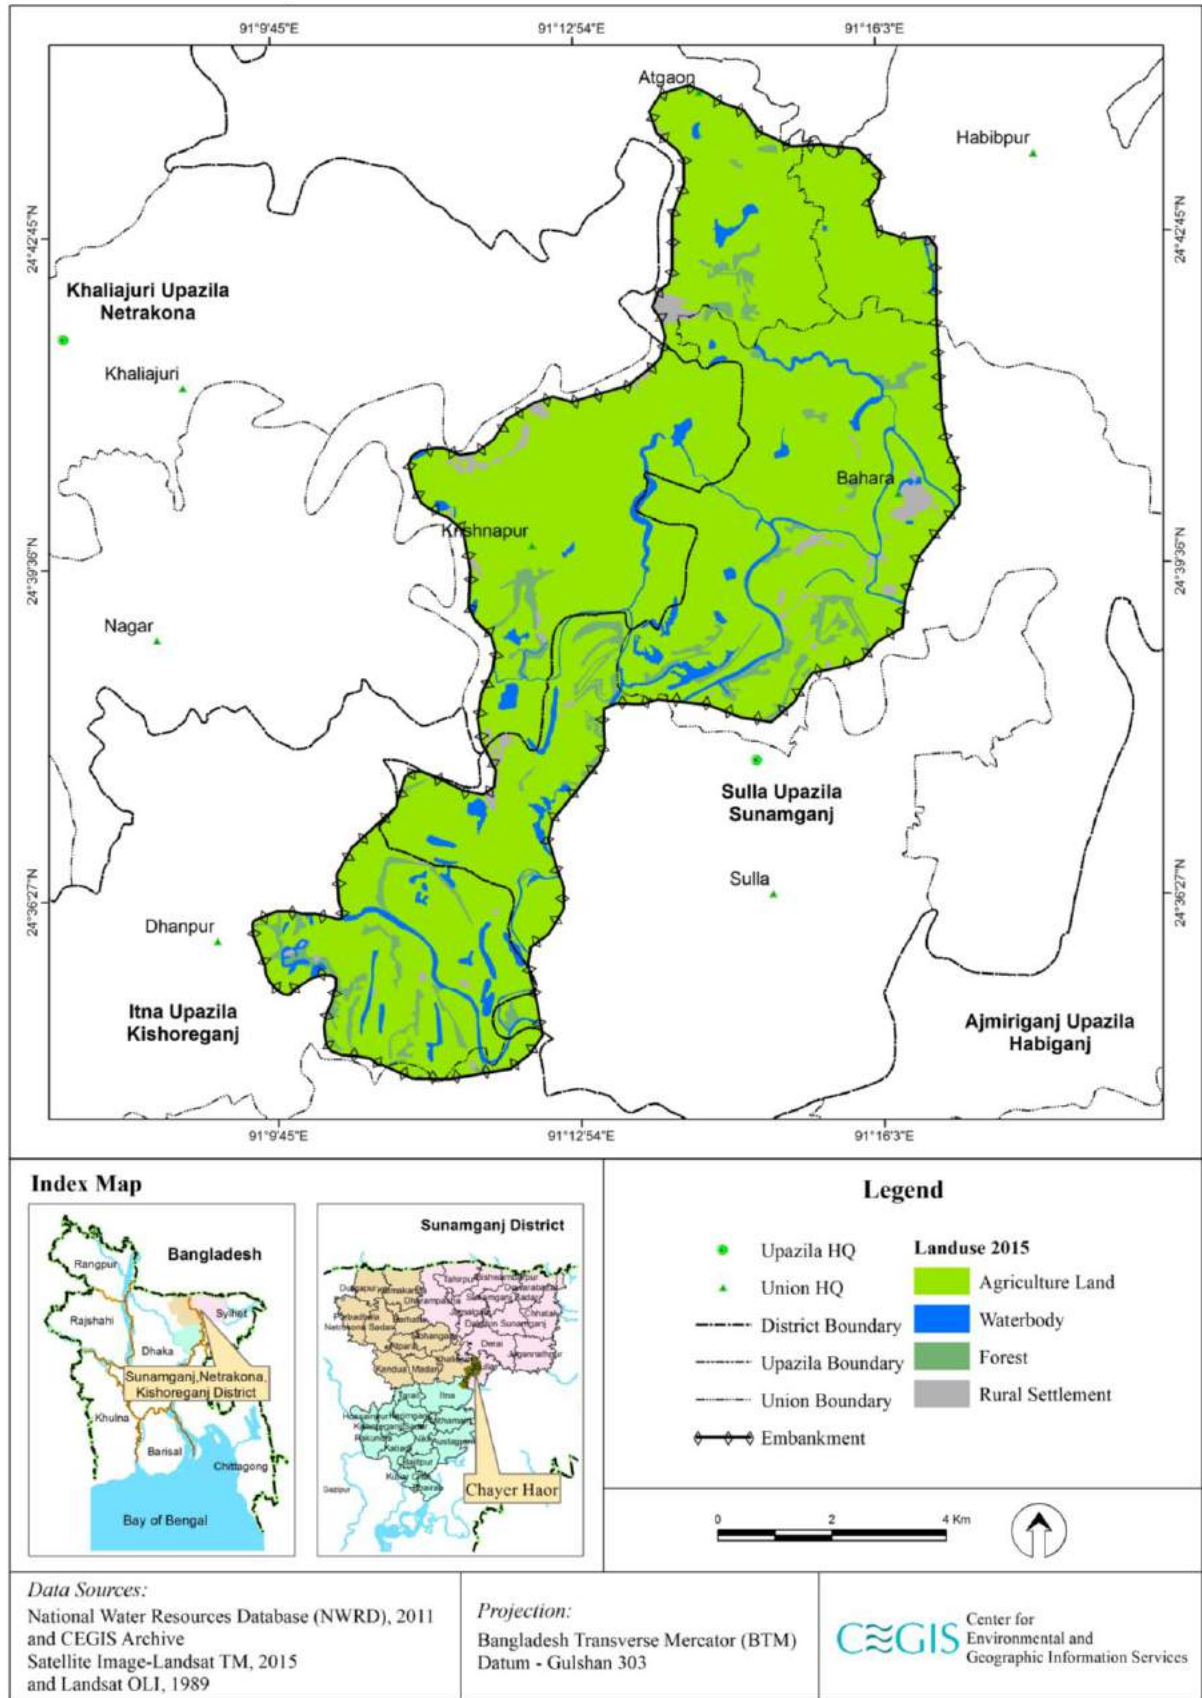 91°9'45"E
91°12'54"E
91°16'3"E
Atgaon
Habibpur
24°42'45"N
24°42'45"N
Khaliajuri Upazila
Netrakona
Khaliajuri
Bahara
Krishnapur
24°39'36"N
24°39'36"N
Nagar
Sulla Upazila
Sunamganj
Sulla
24°36'27"N
24°36'27"N
Dhanpur
Itna Upazila
Kishoreganj
Ajmiriganj Upazila
Habiganj
91°9'45"E
91°12'54"E
91°16'3"E
Index Map
Bangladesh
Rangpur
Rajshahi
Sylhet
Dhaka
Sunamganj,Netrakona,
Kishoreganj District
Khulna
Barisal
Chittagong
Bay of Bengal
Sunamganj District
Tahirpur
Derai
Jagannathpur
Kendua
Madan
Itna
Gazipur
Chayer Haor
Legend
Upazila HQ
Union HQ
District Boundary
Upazila Boundary
Union Boundary
Embankment
Landuse 2015
Agriculture Land
Waterbody
Forest
Rural Settlement
0 2 4 Km
Data Sources:
National Water Resources Database (NWRD), 2011
and CEGIS Archive
Satellite Image-Landsat TM, 2015
and Landsat OLI, 1989
Projection:
Bangladesh Transverse Mercator (BTM)
Datum - Gulshan 303
CEGIS
Center for
Environmental and
Geographic Information Services